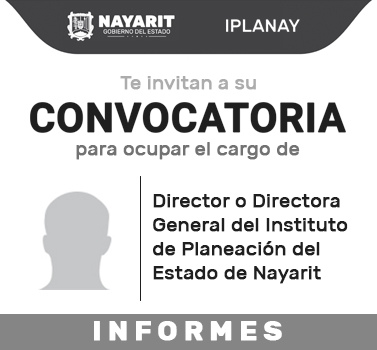 NAYARIT
GOBIERNO DEL ESTADO
IPLANAY
Te invitan a su
CONVOCATORIA
para ocupar el cargo de
Director o Directora
General del Instituto
de Planeación del
Estado de Nayarit
INFORMES